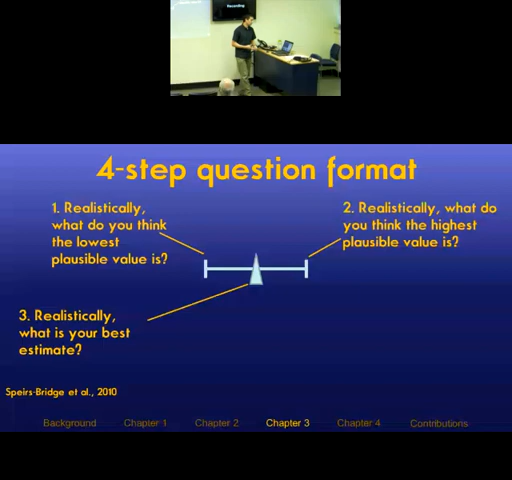 Recording
4-step question format
1. Realistically,
what do you think
the lowest
plausible value is?
2. Realistically, what do
you think the highest
plausible value is?
3. Realistically,
what is your best
estimate?
Speirs-Bridge et al., 2010
Background Chapter 1 Chapter 2 Chapter 3 Chapter 4 Contributions